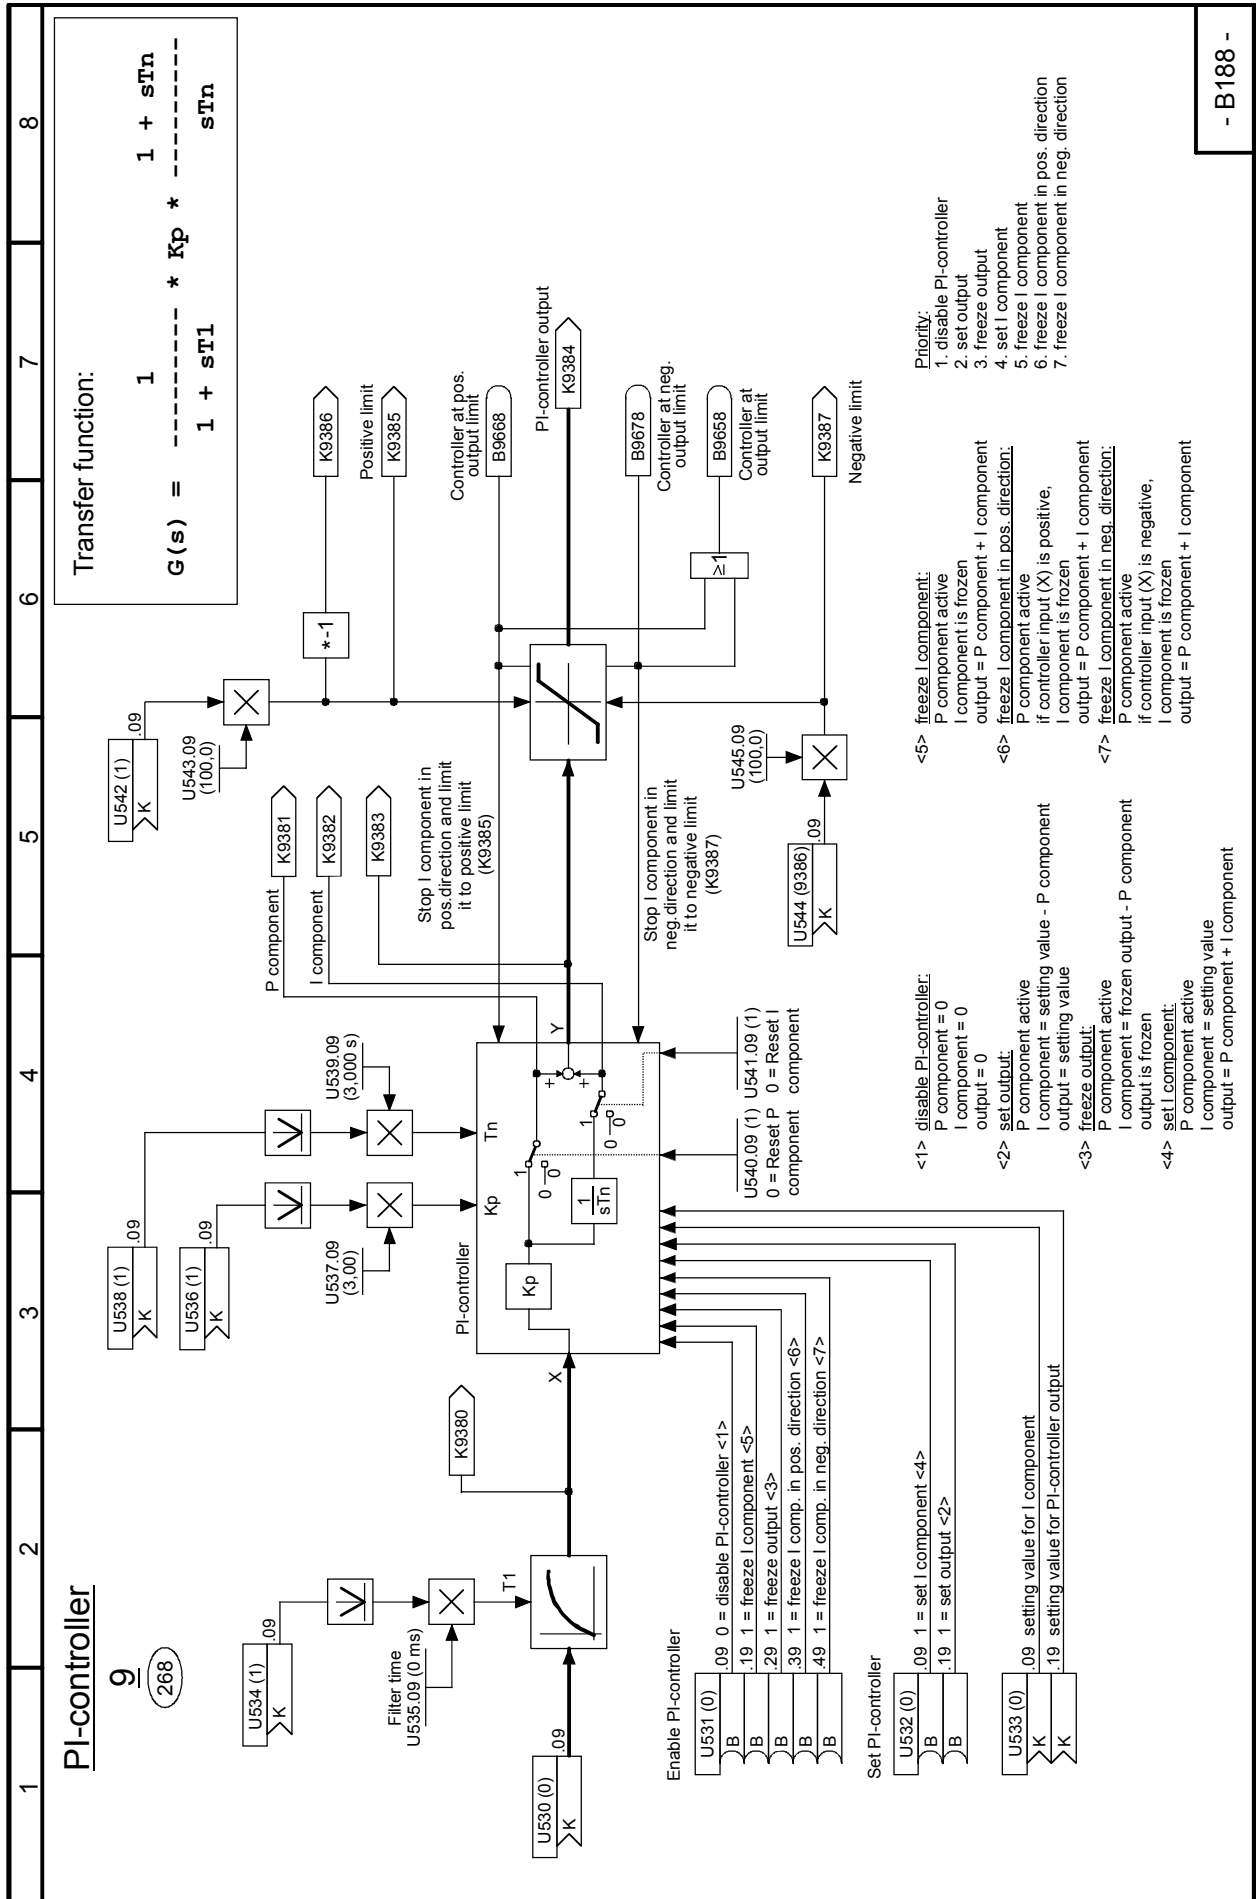 1 2 3 4 5 6 7 8
PI-controller
9
268
Transfer function:
1 1 + sTn
G(s) = -------- * Kp * ---------
1 + sT1 sTn
U534 (1)
K
.09
Filter time
U535.09 (0 ms)
T1
U530 (0)
K
.09
K9380
X
U538 (1)
K
.09
U536 (1)
K
.09
U537.09
(3,00)
U539.09
(3,000 s)
PI-controller
Kp
Tn
Kp
1
sTn
1
0
0
1
0
0
+
+
Y
U540.09 (1)
0 = Reset P
component
U541.09 (1)
0 = Reset I
component
P component
I component
K9381
K9382
K9383
U542 (1)
K
.09
U543.09
(100,0)
*-1
K9386
Positive limit
K9385
Stop I component in
pos.direction and limit
it to positive limit
(K9385)
Controller at pos.
output limit
B9668
PI-controller output
K9384
Stop I component in
neg.direction and limit
it to negative limit
(K9387)
B9678
Controller at neg.
output limit
≥1
B9658
Controller at
output limit
U545.09
(100,0)
U544 (9386)
K
.09
K9387
Negative limit
Enable PI-controller
U531 (0)
B .09 0 = disable PI-controller <1>
B .19 1 = freeze I component <5>
B .29 1 = freeze output <3>
B .39 1 = freeze I comp. in pos. direction <6>
B .49 1 = freeze I comp. in neg. direction <7>
Set PI-controller
U532 (0)
B .09 1 = set I component <4>
B .19 1 = set output <2>
U533 (0)
K .09 setting value for I component
K .19 setting value for PI-controller output
<1> disable PI-controller:
P component = 0
I component = 0
output = 0
<2> set output:
P component active
I component = setting value - P component
output = setting value
<3> freeze output:
P component active
I component = frozen output - P component
output is frozen
<4> set I component:
P component active
I component = setting value
output = P component + I component
<5> freeze I component:
P component active
I component is frozen
output = P component + I component
<6> freeze I component in pos. direction:
P component active
if controller input (X) is positive,
I component is frozen
output = P component + I component
<7> freeze I component in neg. direction:
P component active
if controller input (X) is negative,
I component is frozen
output = P component + I component
Priority:
1. disable PI-controller
2. set output
3. freeze output
4. set I component
5. freeze I component
6. freeze I component in pos. direction
7. freeze I component in neg. direction
- B188 -